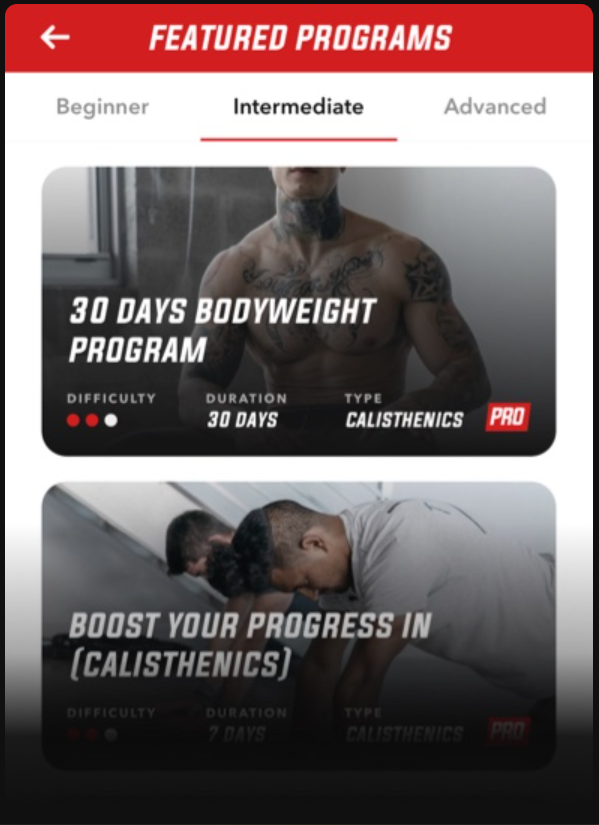 FEATURED PROGRAMS
Beginner Intermediate Advanced
30 DAYS BODYWEIGHT
PROGRAM
DIFFICULTY DURATION TYPE
30 DAYS CALISTHENICS PRO
BOOST YOUR PROGRESS IN
(CALISTHENICS)
DIFFICULTY DURATION TYPE
7 DAYS CALISTHENICS PRO